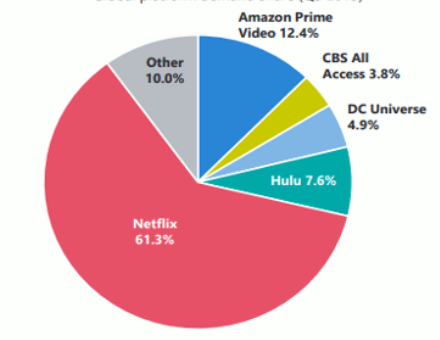 Amazon Prime
Video 12.4%
CBS All
Access 3.8%
DC Universe
4.9%
Hulu 7.6%
Netflix
61.3%
Other
10.0%